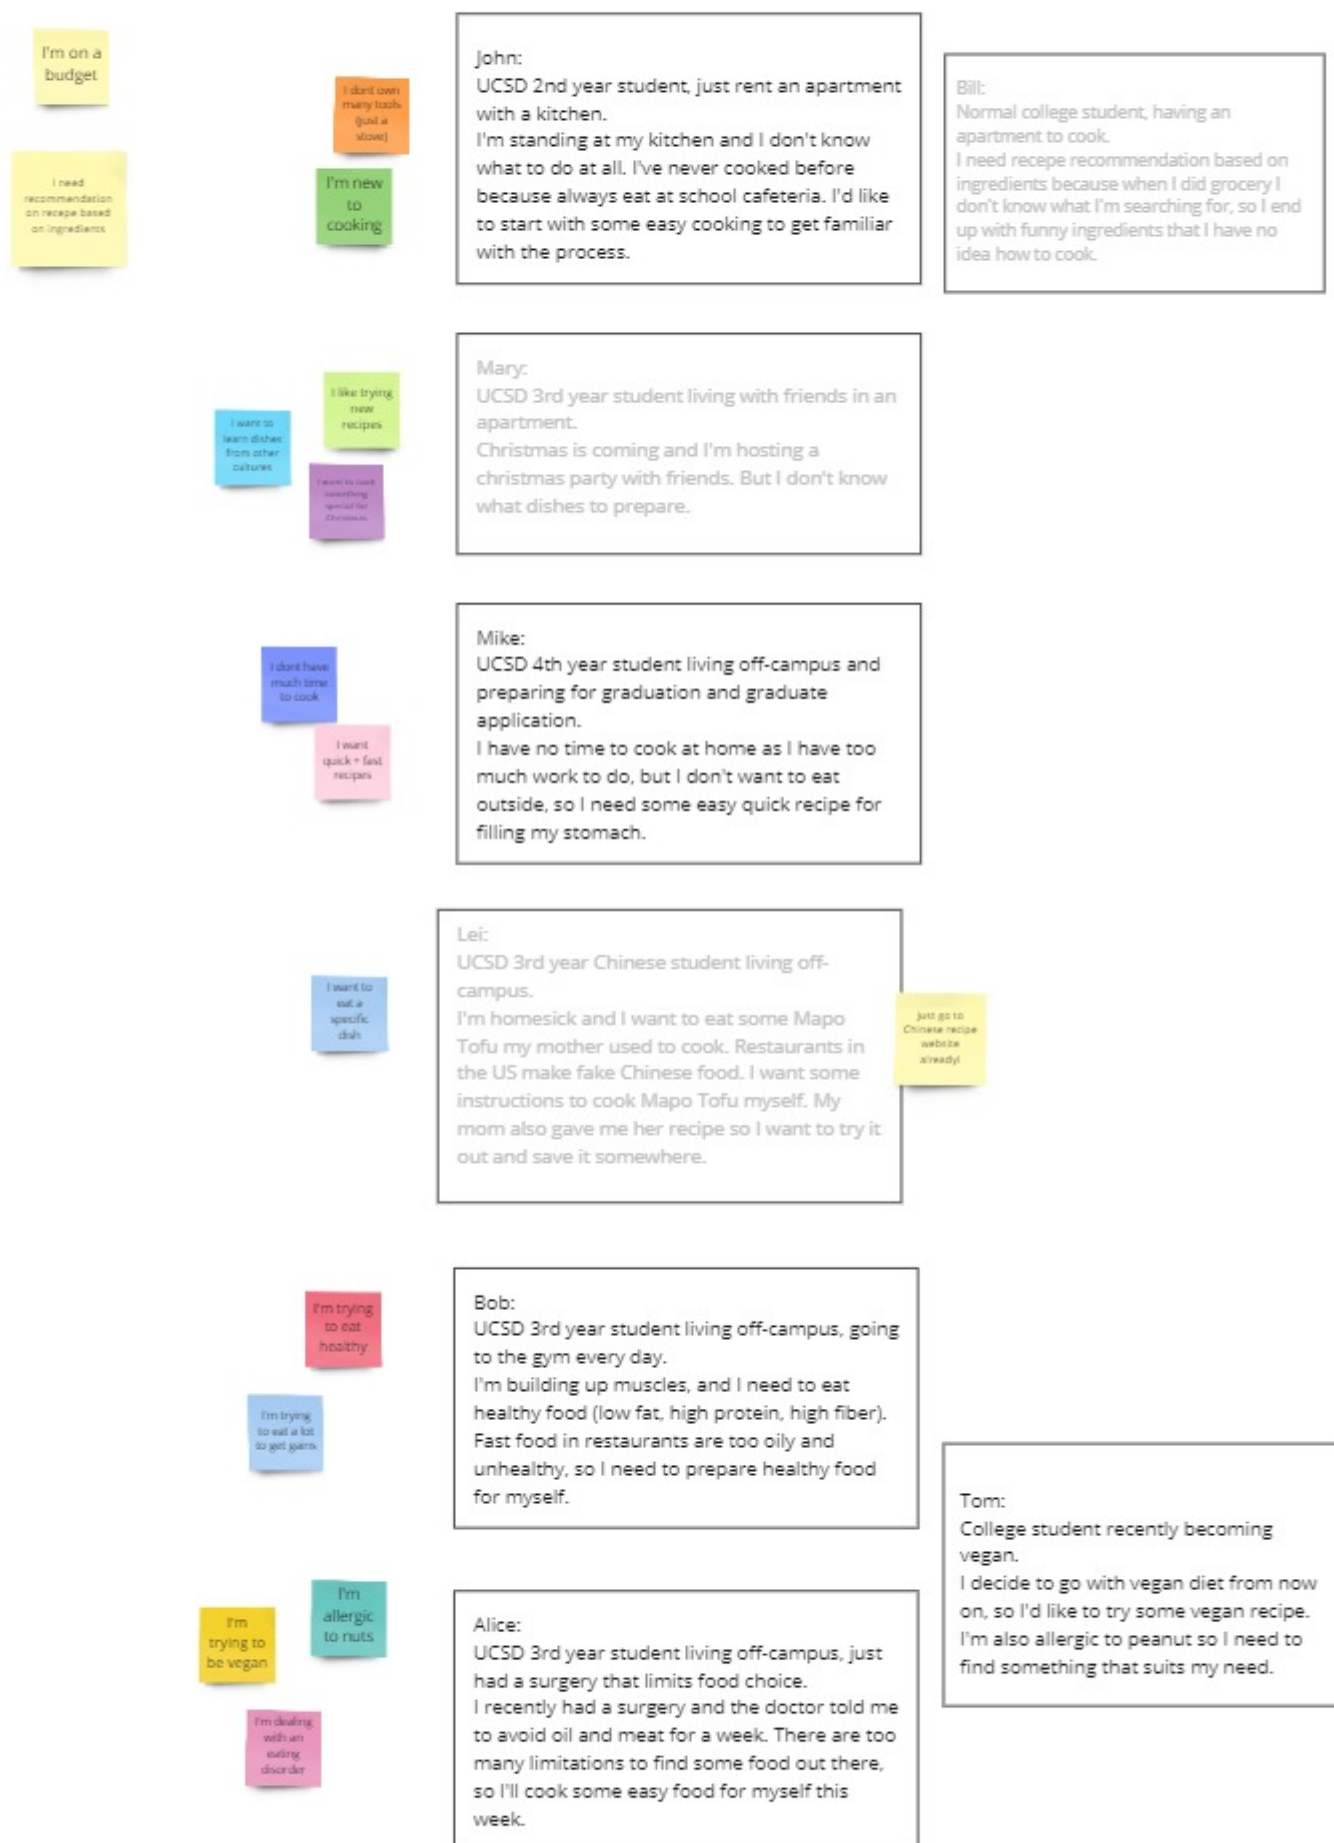 I'm on a
budget
I need
recommendation
on recepe based
on ingredients
I dont own
many tools
(just a
stove)
I'm new
to
cooking
John:
UCSD 2nd year student, just rent an apartment
with a kitchen.
I'm standing at my kitchen and I don't know
what to do at all. I've never cooked before
because always eat at school cafeteria. I'd like
to start with some easy cooking to get familiar
with the process.
Bill:
Normal college student, having an
apartment to cook.
I need recepe recommendation based on
ingredients because when I did grocery I
don't know what I'm searching for, so I end
up with funny ingredients that I have no
idea how to cook.
I like trying
new
recipes
I want to
learn dishes
from other
cultures
I want to cook
something
special for
Christmas
Mary:
UCSD 3rd year student living with friends in an
apartment.
Christmas is coming and I'm hosting a
christmas party with friends. But I don't know
what dishes to prepare.
I dont have
much time
to cook
I want
quick + fast
recipes
Mike:
UCSD 4th year student living off-campus and
preparing for graduation and graduate
application.
I have no time to cook at home as I have too
much work to do, but I don't want to eat
outside, so I need some easy quick recipe for
filling my stomach.
I want to
eat a
specific
dish
Lei:
UCSD 3rd year Chinese student living off-
campus.
I'm homesick and I want to eat some Mapo
Tofu my mother used to cook. Restaurants in
the US make fake Chinese food. I want some
instructions to cook Mapo Tofu myself. My
mom also gave me her recipe so I want to try it
out and save it somewhere.
Just go to
Chinese recipe
website
already!
I'm trying
to eat
healthy
I'm trying
to eat a lot
to get gains
Bob:
UCSD 3rd year student living off-campus, going
to the gym every day.
I'm building up muscles, and I need to eat
healthy food (low fat, high protein, high fiber).
Fast food in restaurants are too oily and
unhealthy, so I need to prepare healthy food
for myself.
Tom:
College student recently becoming
vegan.
I decide to go with vegan diet from now
on, so I'd like to try some vegan recipe.
I'm also allergic to peanut so I need to
find something that suits my need.
I'm
allergic
to nuts
I'm
trying to
be vegan
I'm dealing
with an
eating
disorder
Alice:
UCSD 3rd year student living off-campus, just
had a surgery that limits food choice.
I recently had a surgery and the doctor told me
to avoid oil and meat for a week. There are too
many limitations to find some food out there,
so I'll cook some easy food for myself this
week.